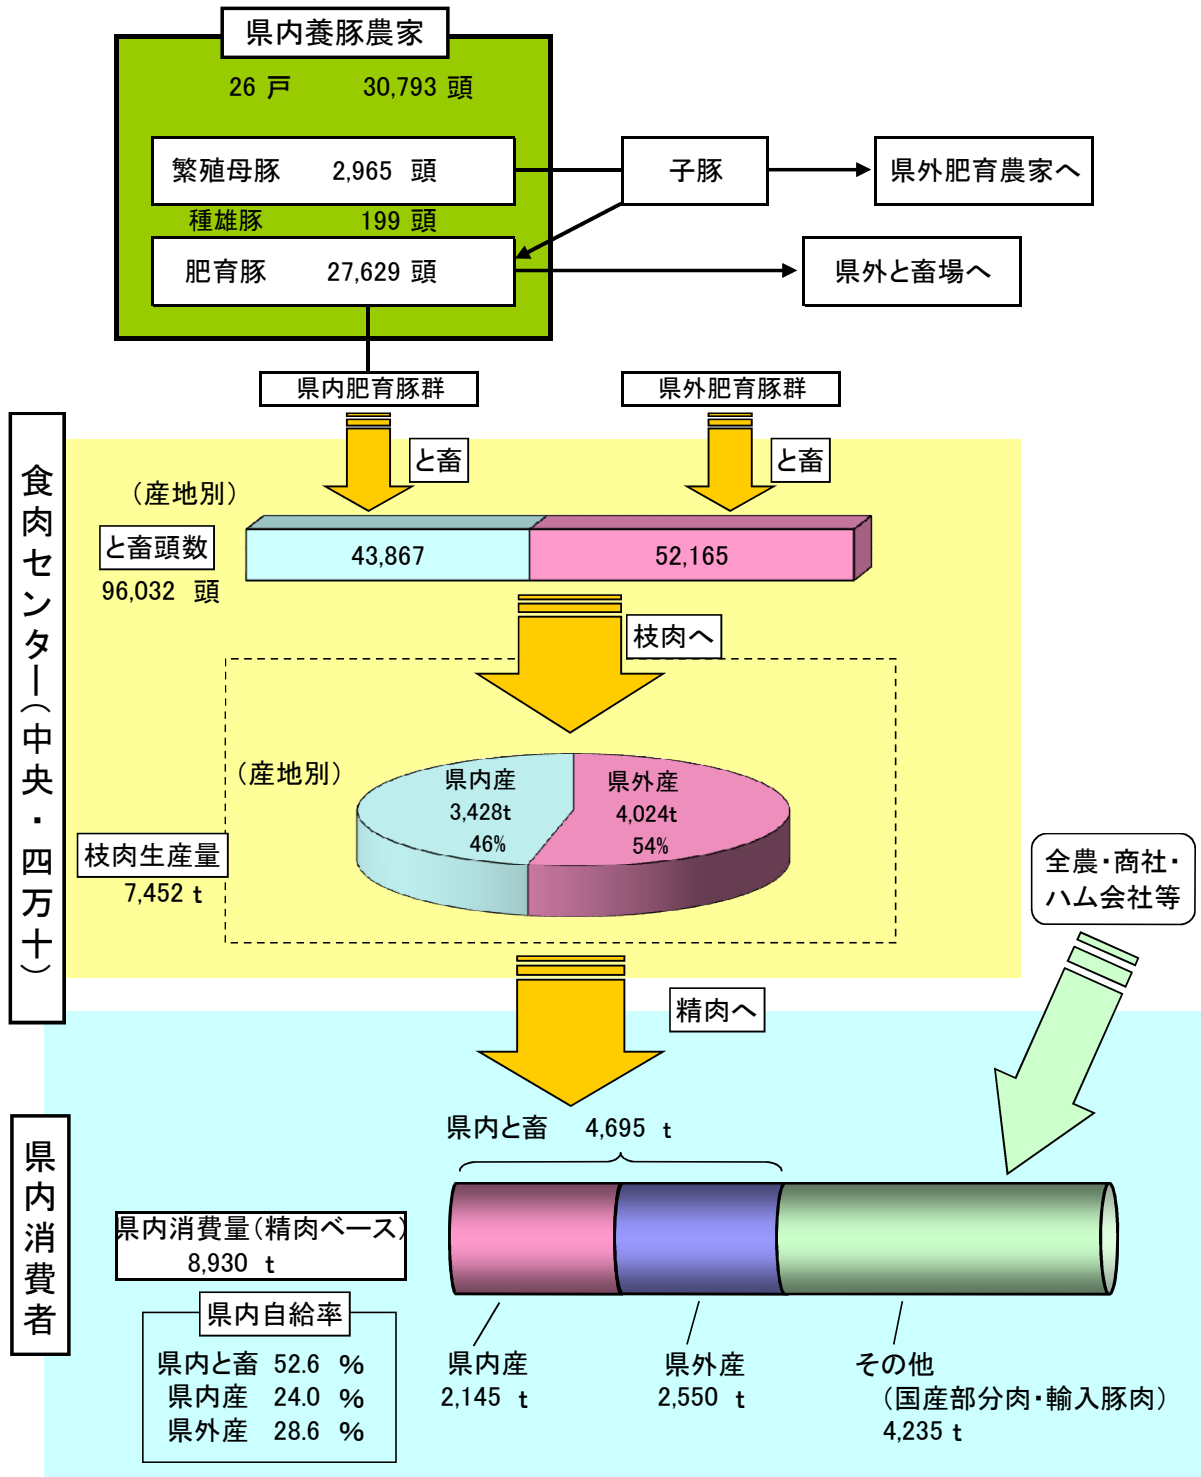 県内養豚農家
26 戸 30,793 頭
繁殖母豚 2,965 頭
子豚
県外肥育農家へ
種雄豚 199 頭
肥育豚 27,629 頭
県外と畜場へ
県内肥育豚群
県外肥育豚群
食肉センター(中央・四万十)
と畜
と畜
(産地別)
と畜頭数
43,867
52,165
96,032 頭
枝肉へ
(産地別)
県内産
3,428t
46%
県外産
4,024t
54%
枝肉生産量
7,452 t
全農・商社・
ハム会社等
精肉へ
県内消費者
県内と畜 4,695 t
県内消費量(精肉ベース)
8,930 t
県内自給率
県内と畜 52.6 %
県内産 24.0 %
県外産 28.6 %
県内産
2,145 t
県外産
2,550 t
その他
(国産部分肉・輸入豚肉)
4,235 t